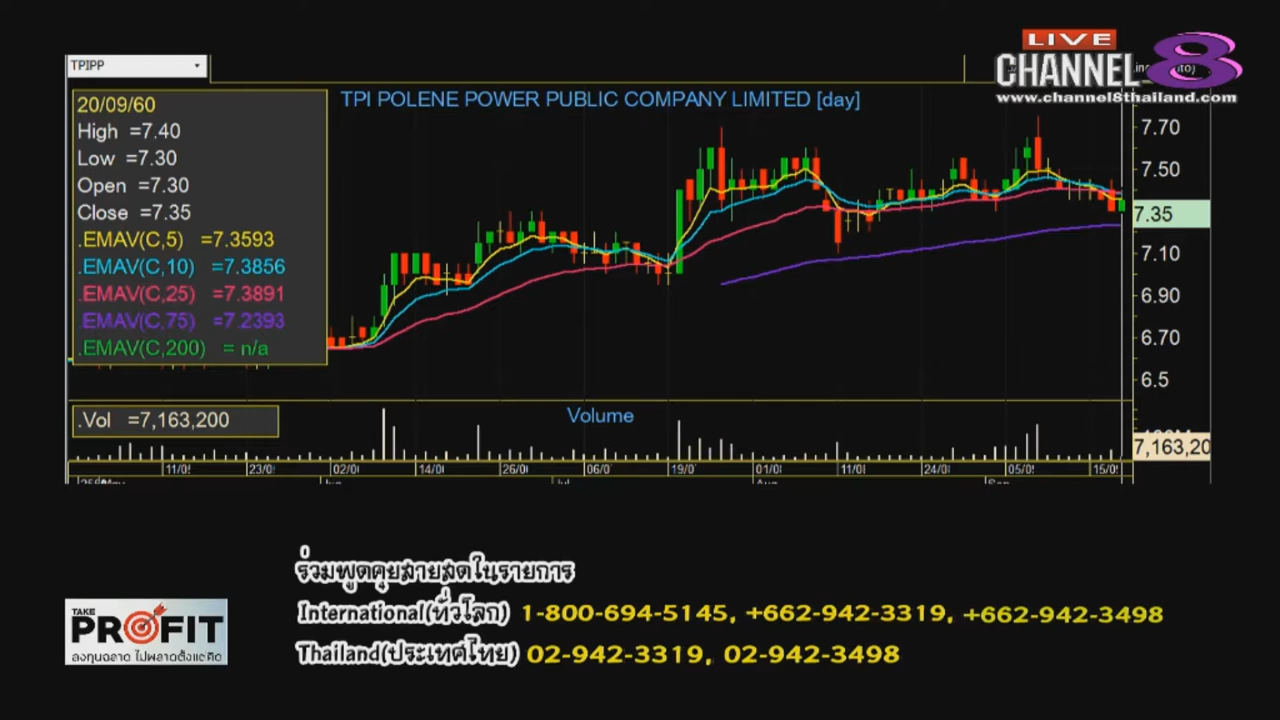 LIVE
CHANNEL 8
www.channel8thailand.com
TPIPP
TPI POLENE POWER PUBLIC COMPANY LIMITED [day]
20/09/60
High =7.40
Low =7.30
Open =7.30
Close =7.35
.EMAV(C,5) =7.3593
.EMAV(C,10) =7.3856
.EMAV(C,25) =7.3891
.EMAV(C,75) =7.2393
.EMAV(C,200) = n/a
7.70
7.50
7.35
7.10
6.90
6.70
6.5
.Vol =7,163,200
Volume
7,163,20
11/0 23/0 02/0 14/0 26/0 06/0 19/0 01/0 11/0 24/0 05/0 15/0
ร่วมพูดคุยสายสดในรายการ
International(ทั่วโลก) 1-800-694-5145, +662-942-3319, +662-942-3498
Thailand(ประเทศไทย) 02-942-3319, 02-942-3498
TAKE
PROFIT
ลงทุนฉลาด ไม่พลาดตั้งแต่คิด